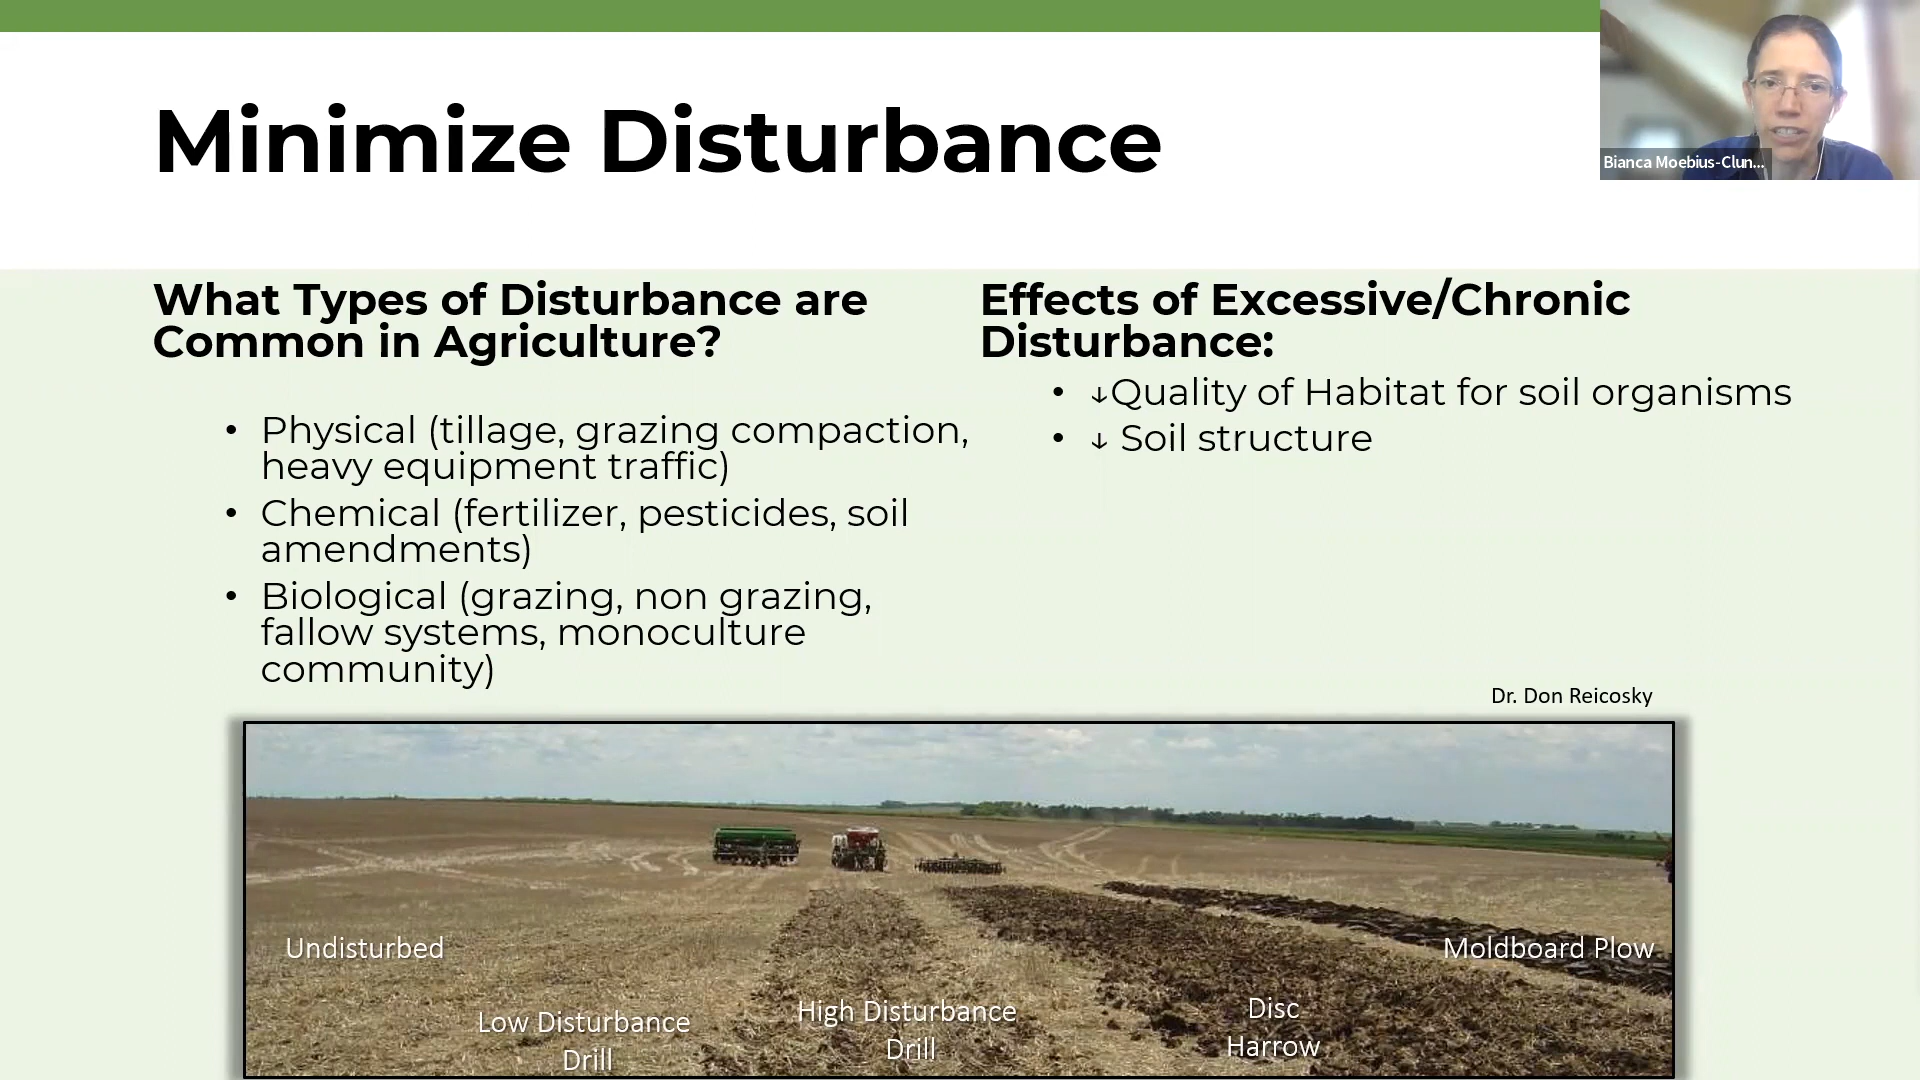 Minimize Disturbance
Bianca Moebius-Clun...
What Types of Disturbance are
Common in Agriculture?
• Physical (tillage, grazing compaction,
heavy equipment traffic)
• Chemical (fertilizer, pesticides, soil
amendments)
• Biological (grazing, non grazing,
fallow systems, monoculture
community)
Effects of Excessive/Chronic
Disturbance:
• ↓Quality of Habitat for soil organisms
• ↓ Soil structure
Dr. Don Reicosky
Undisturbed
Low Disturbance
Drill
High Disturbance
Drill
Disc
Harrow
Moldboard Plow